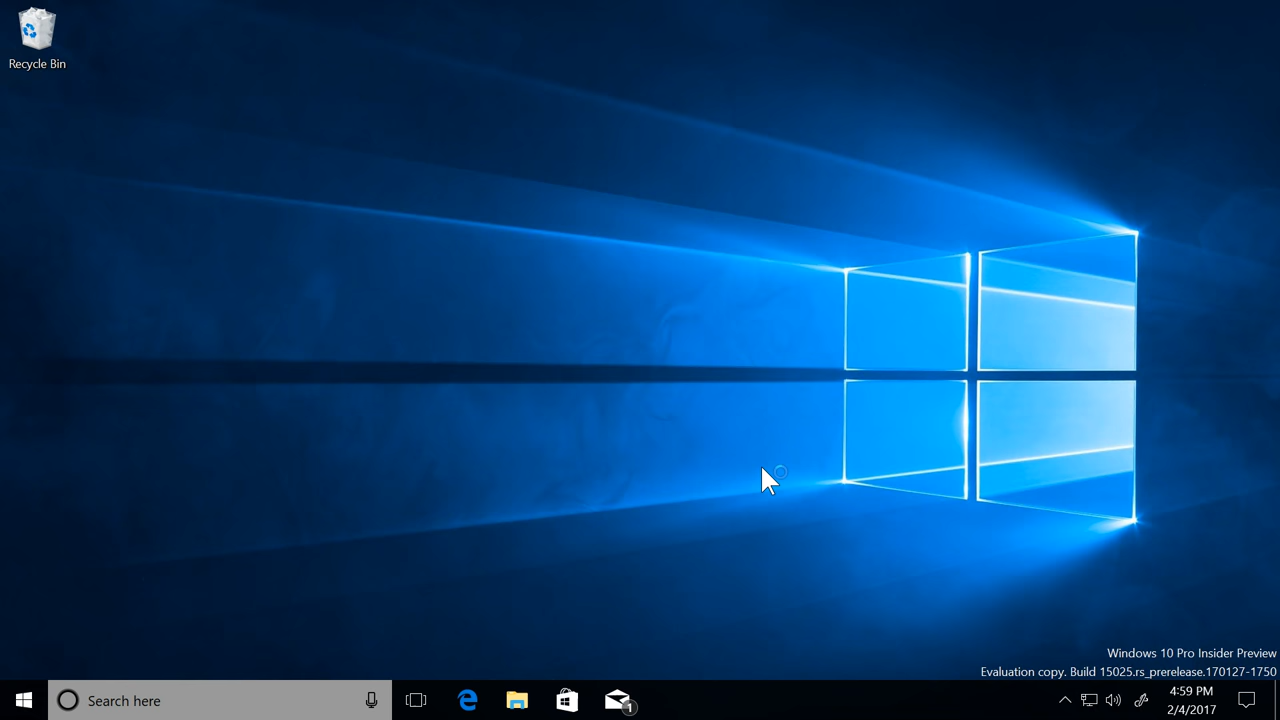 Recycle Bin
Windows 10 Pro Insider Preview
Evaluation copy. Build 15025.rs_prerelease.170127-1750
Search here
1
4:59 PM
2/4/2017